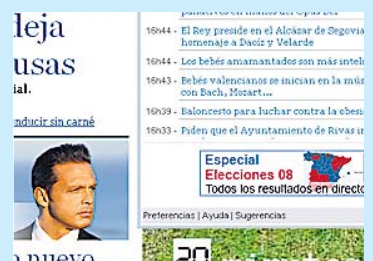 deja
usas
ial.
nducir sin carné
16h44 - El Rey preside en el Alcázar de Segovia
homenaje a Daoíz y Velarde
16h44 - Los bebés amamantados son más intel
16h43 - Bebés valencianos se inician en la mús
con Bach, Mozart...
16h39 - Baloncesto para luchar contra la obesi
16h33 - Piden que el Ayuntamiento de Rivas i
Especial
Elecciones 08
Todos los resultados en directo
Preferencias | Ayuda | Sugerencias
nuevo
20